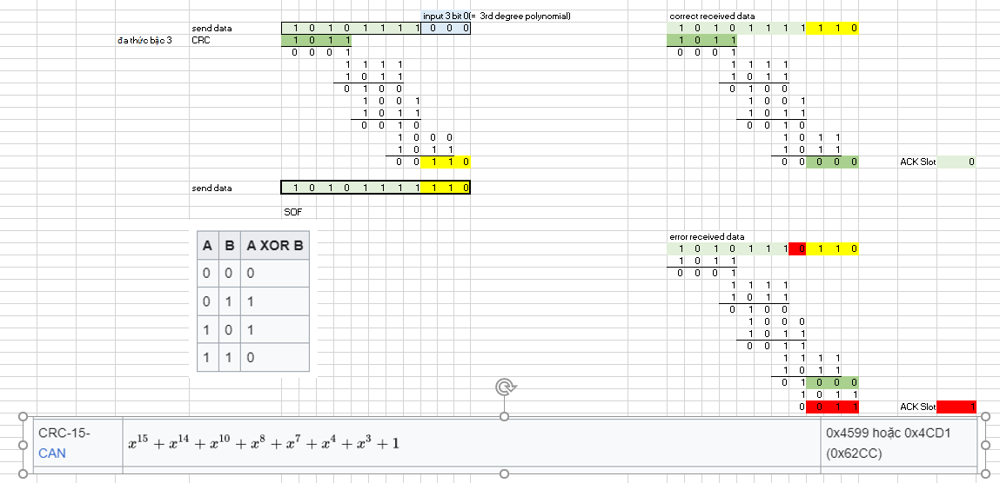 input 3 bit 0(= 3rd degree polynomial)
send data 1 0 1 0 1 1 1 1 0 0 0
đa thức bậc 3 CRC 1 0 1 1
0 0 0 1
1 1 1 1
1 0 1 1
0 1 0 0
1 0 0 1
1 0 1 1
0 0 1 0
1 0 0 0
1 0 1 1
0 0 1 1 0
send data 1 0 1 0 1 1 1 1 1 1 0
SOF
A B A XOR B
0 0 0
0 1 1
1 0 1
1 1 0
correct received data
1 0 1 0 1 1 1 1 1 1 0
1 0 1 1
0 0 0 1
1 1 1 1
1 0 1 1
0 1 0 0
1 0 0 1
1 0 1 1
0 0 1 0
1 0 1 1
1 0 1 1
0 0 0 0 0 ACK Slot 0
error received data
1 0 1 0 1 1 1 0 1 1 0
1 0 1 1
0 0 0 1
1 1 1 1
1 0 1 1
0 1 0 0
1 0 0 0
1 0 1 1
0 0 1 1
1 1 1 1
1 0 1 1
0 1 0 0 0
1 0 1 1
0 0 1 1 ACK Slot 1
CRC-15-
CAN
x^15 + x^14 + x^10 + x^8 + x^7 + x^4 + x^3 + 1
0x4599 hoặc 0x4CD1
(0x62CC)